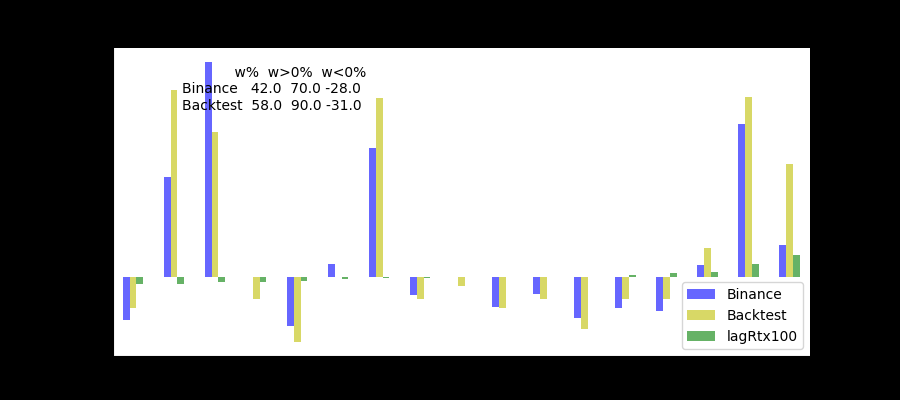 w% w>0% w<0%
Binance 42.0 70.0 -28.0
Backtest 58.0 90.0 -31.0
Binance
Backtest
lagRtx100